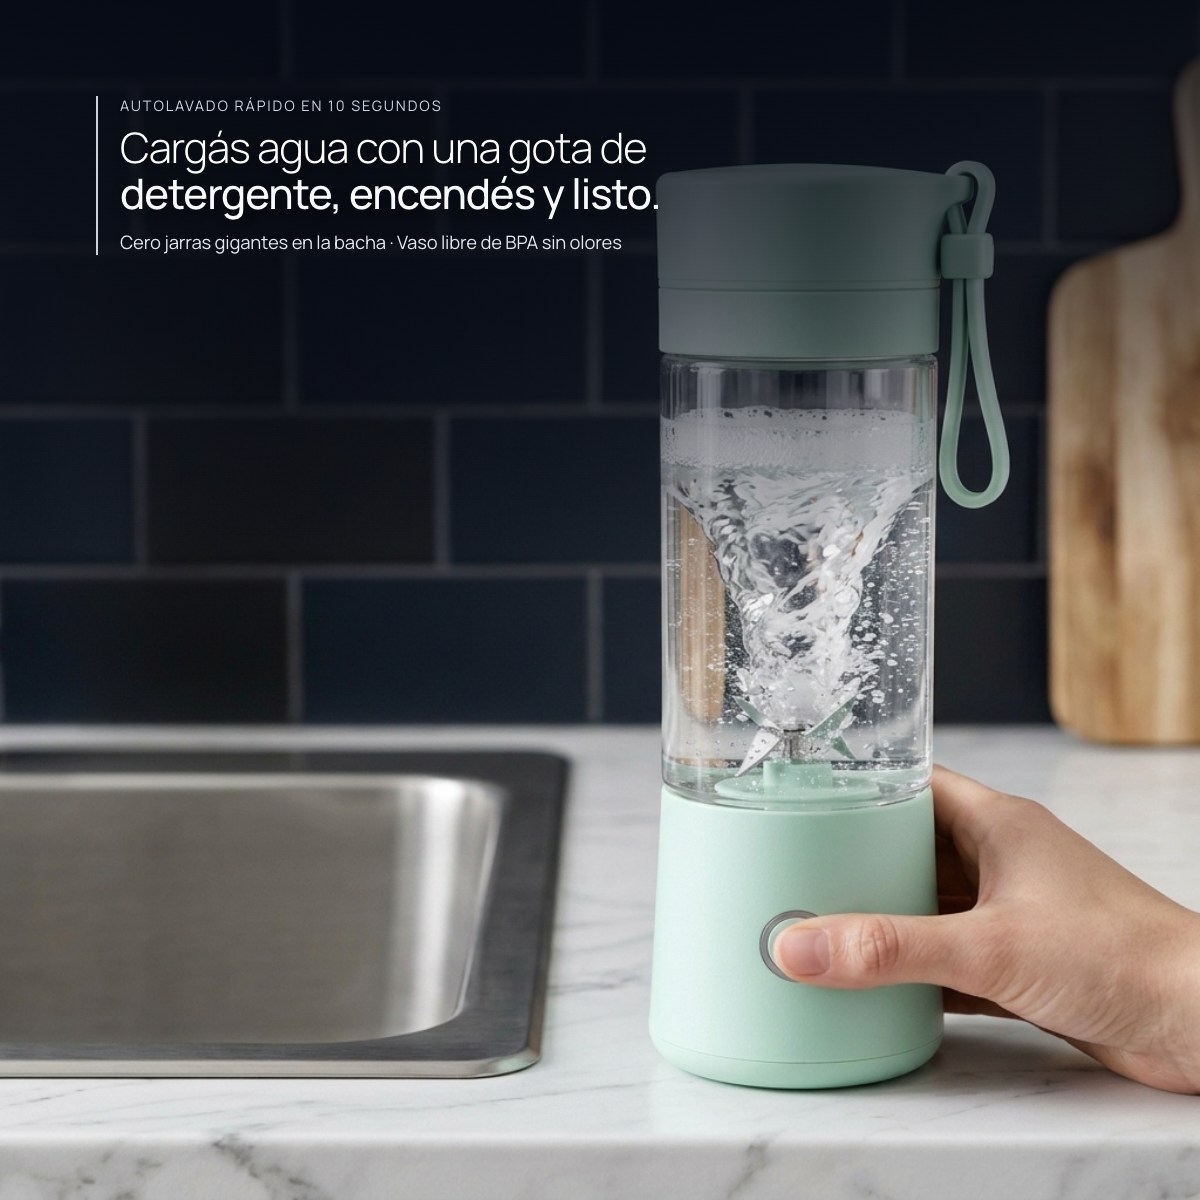 AUTOLAVADO RÁPIDO EN 10 SEGUNDOS
Cargás agua con una gota de
detergente, encendés y listo.
Cero jarras gigantes en la bacha · Vaso libre de BPA sin olores